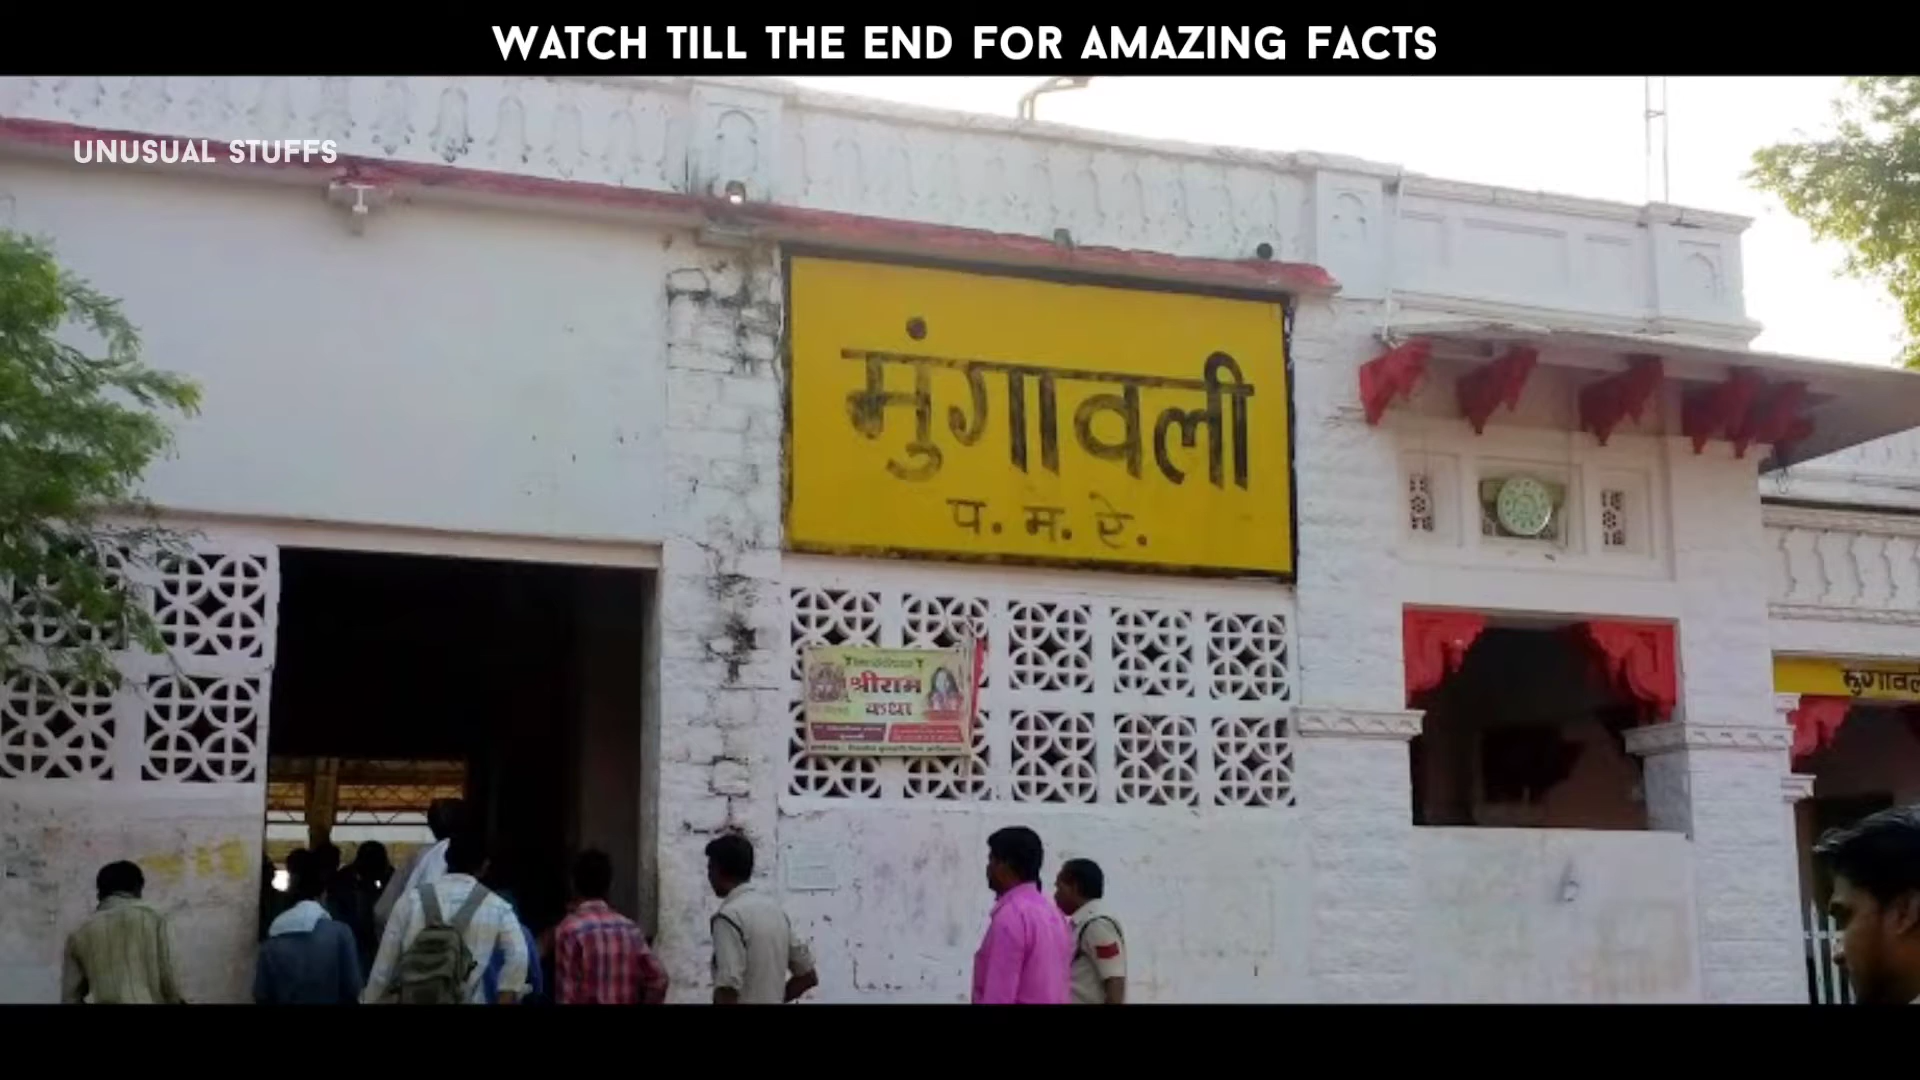 WATCH TILL THE END FOR AMAZING FACTS
UNUSUAL STUFFS
मुंगावली
प. म. रे.
श्रीराम
कथा